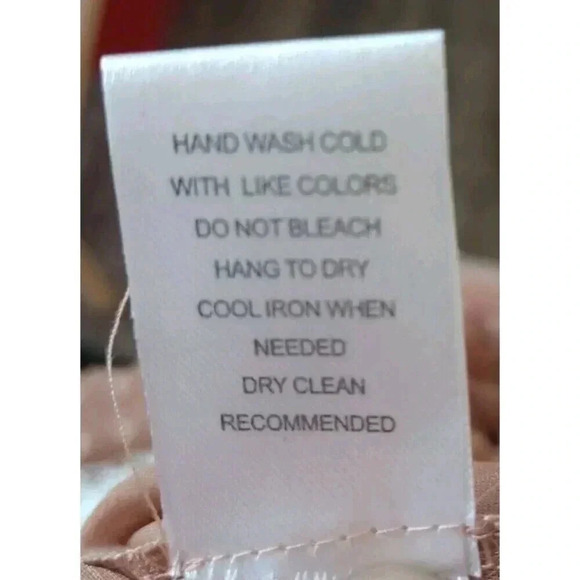 HAND WASH COLD
WITH LIKE COLORS
DO NOT BLEACH
HANG TO DRY
COOL IRON WHEN
NEEDED
DRY CLEAN
RECOMMENDED